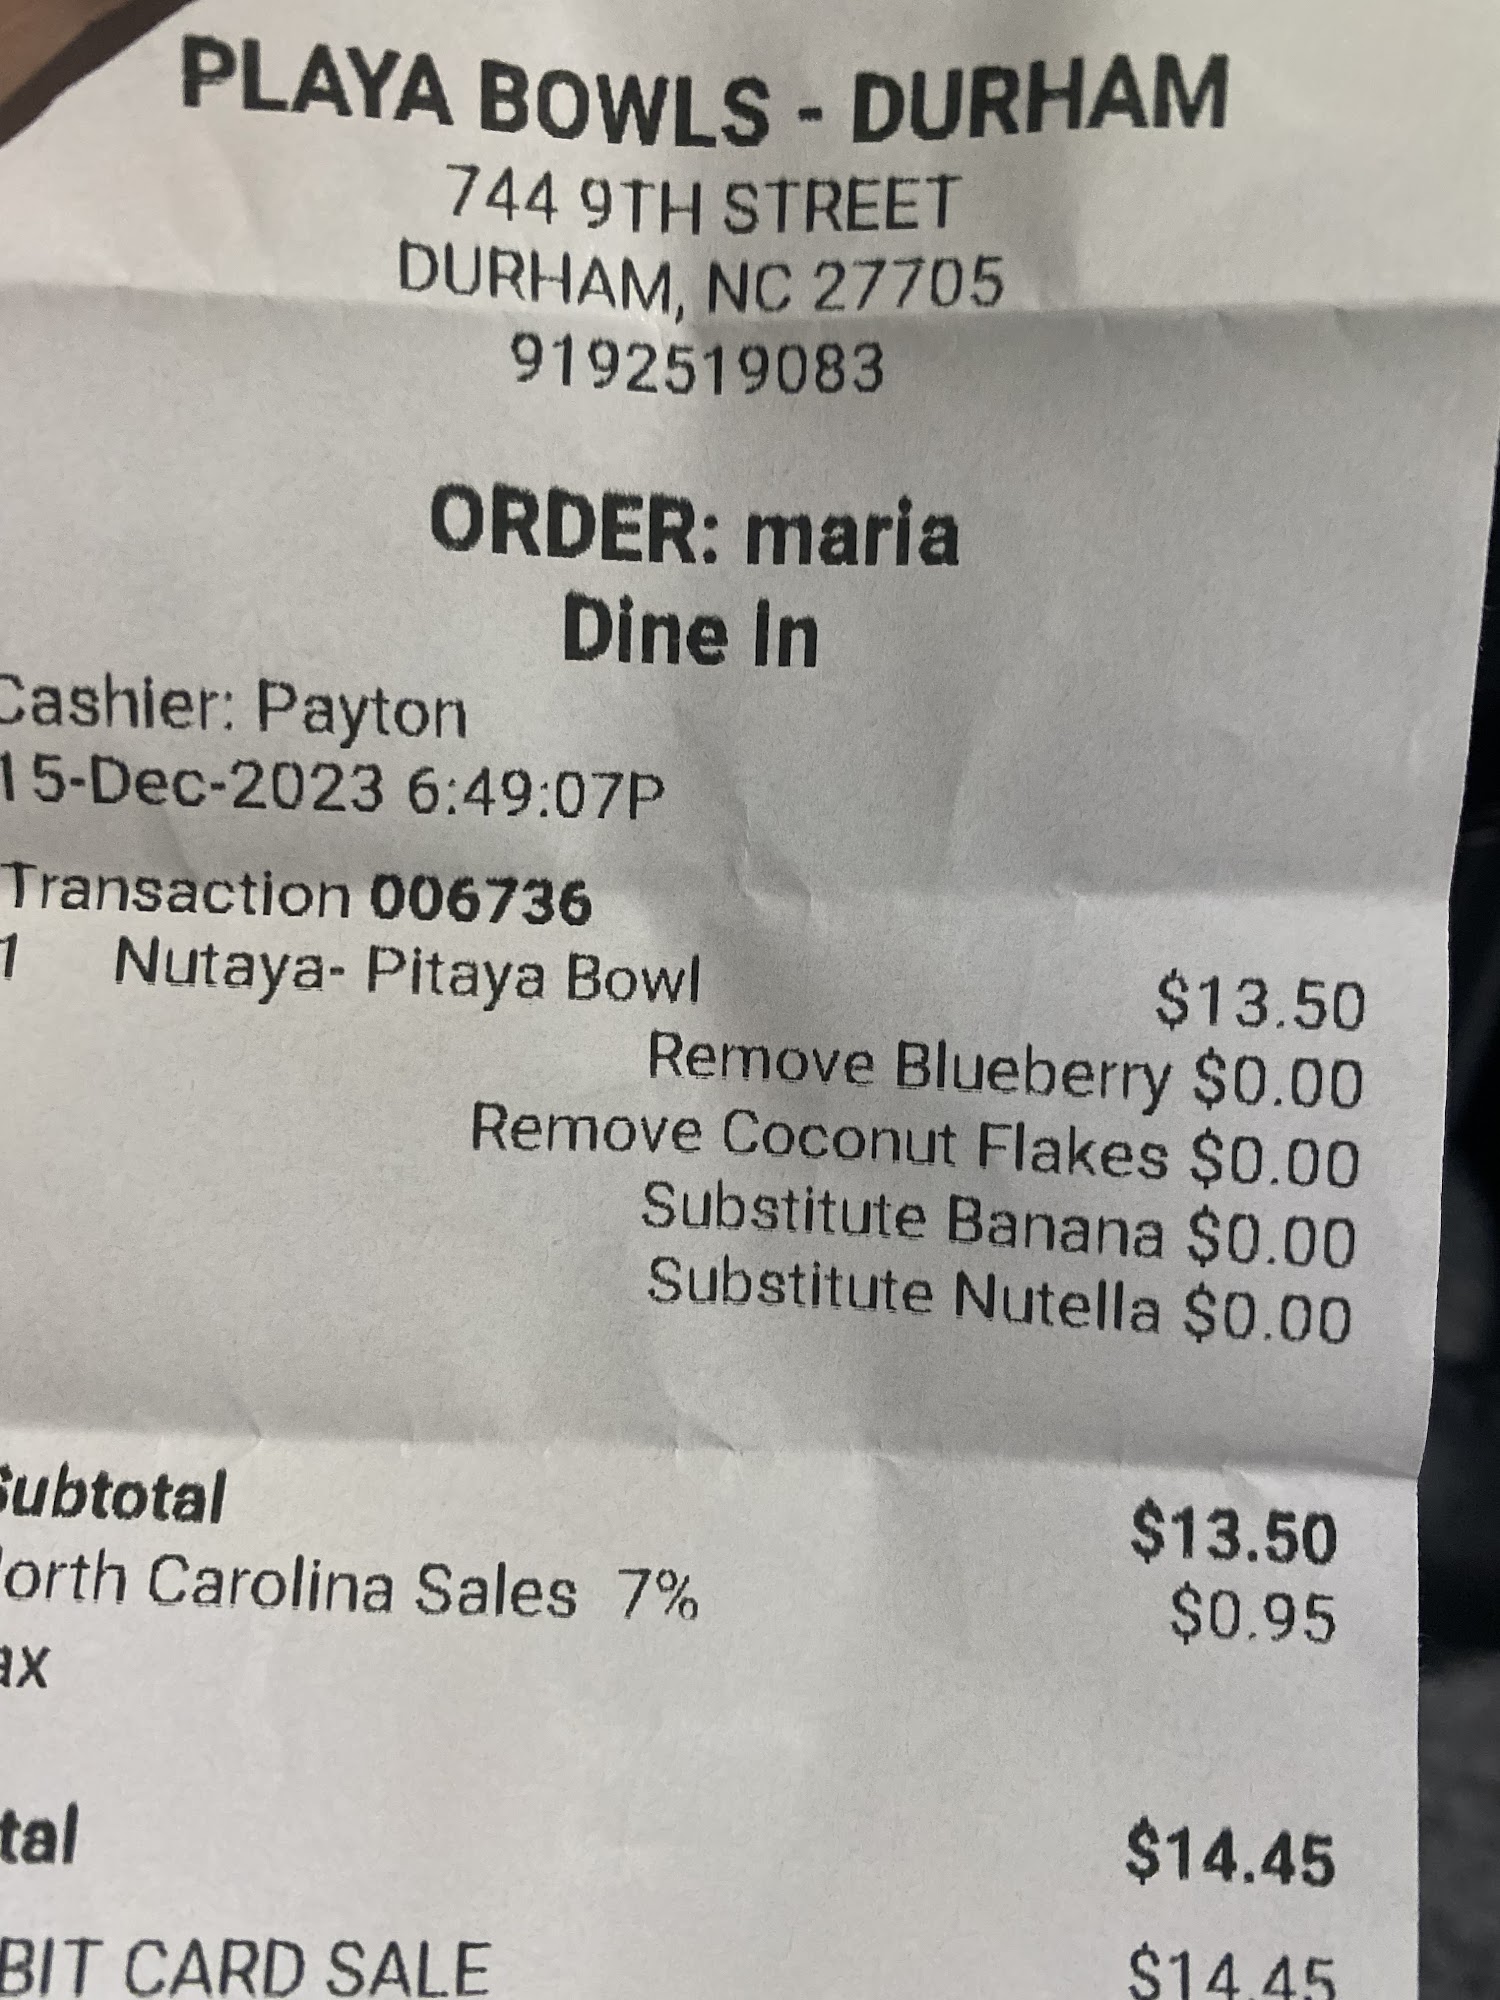 PLAYA BOWLS - DURHAM
744 9TH STREET
DURHAM, NC 27705
9192519083
ORDER: maria
Dine In
Cashier: Payton
15-Dec-2023 6:49:07P
Transaction 006736
1 Nutaya- Pitaya Bowl $13.50
Remove Blueberry $0.00
Remove Coconut Flakes $0.00
Substitute Banana $0.00
Substitute Nutella $0.00
Subtotal $13.50
orth Carolina Sales 7% $0.95
ax
tal $14.45
BIT CARD SALE $14.45